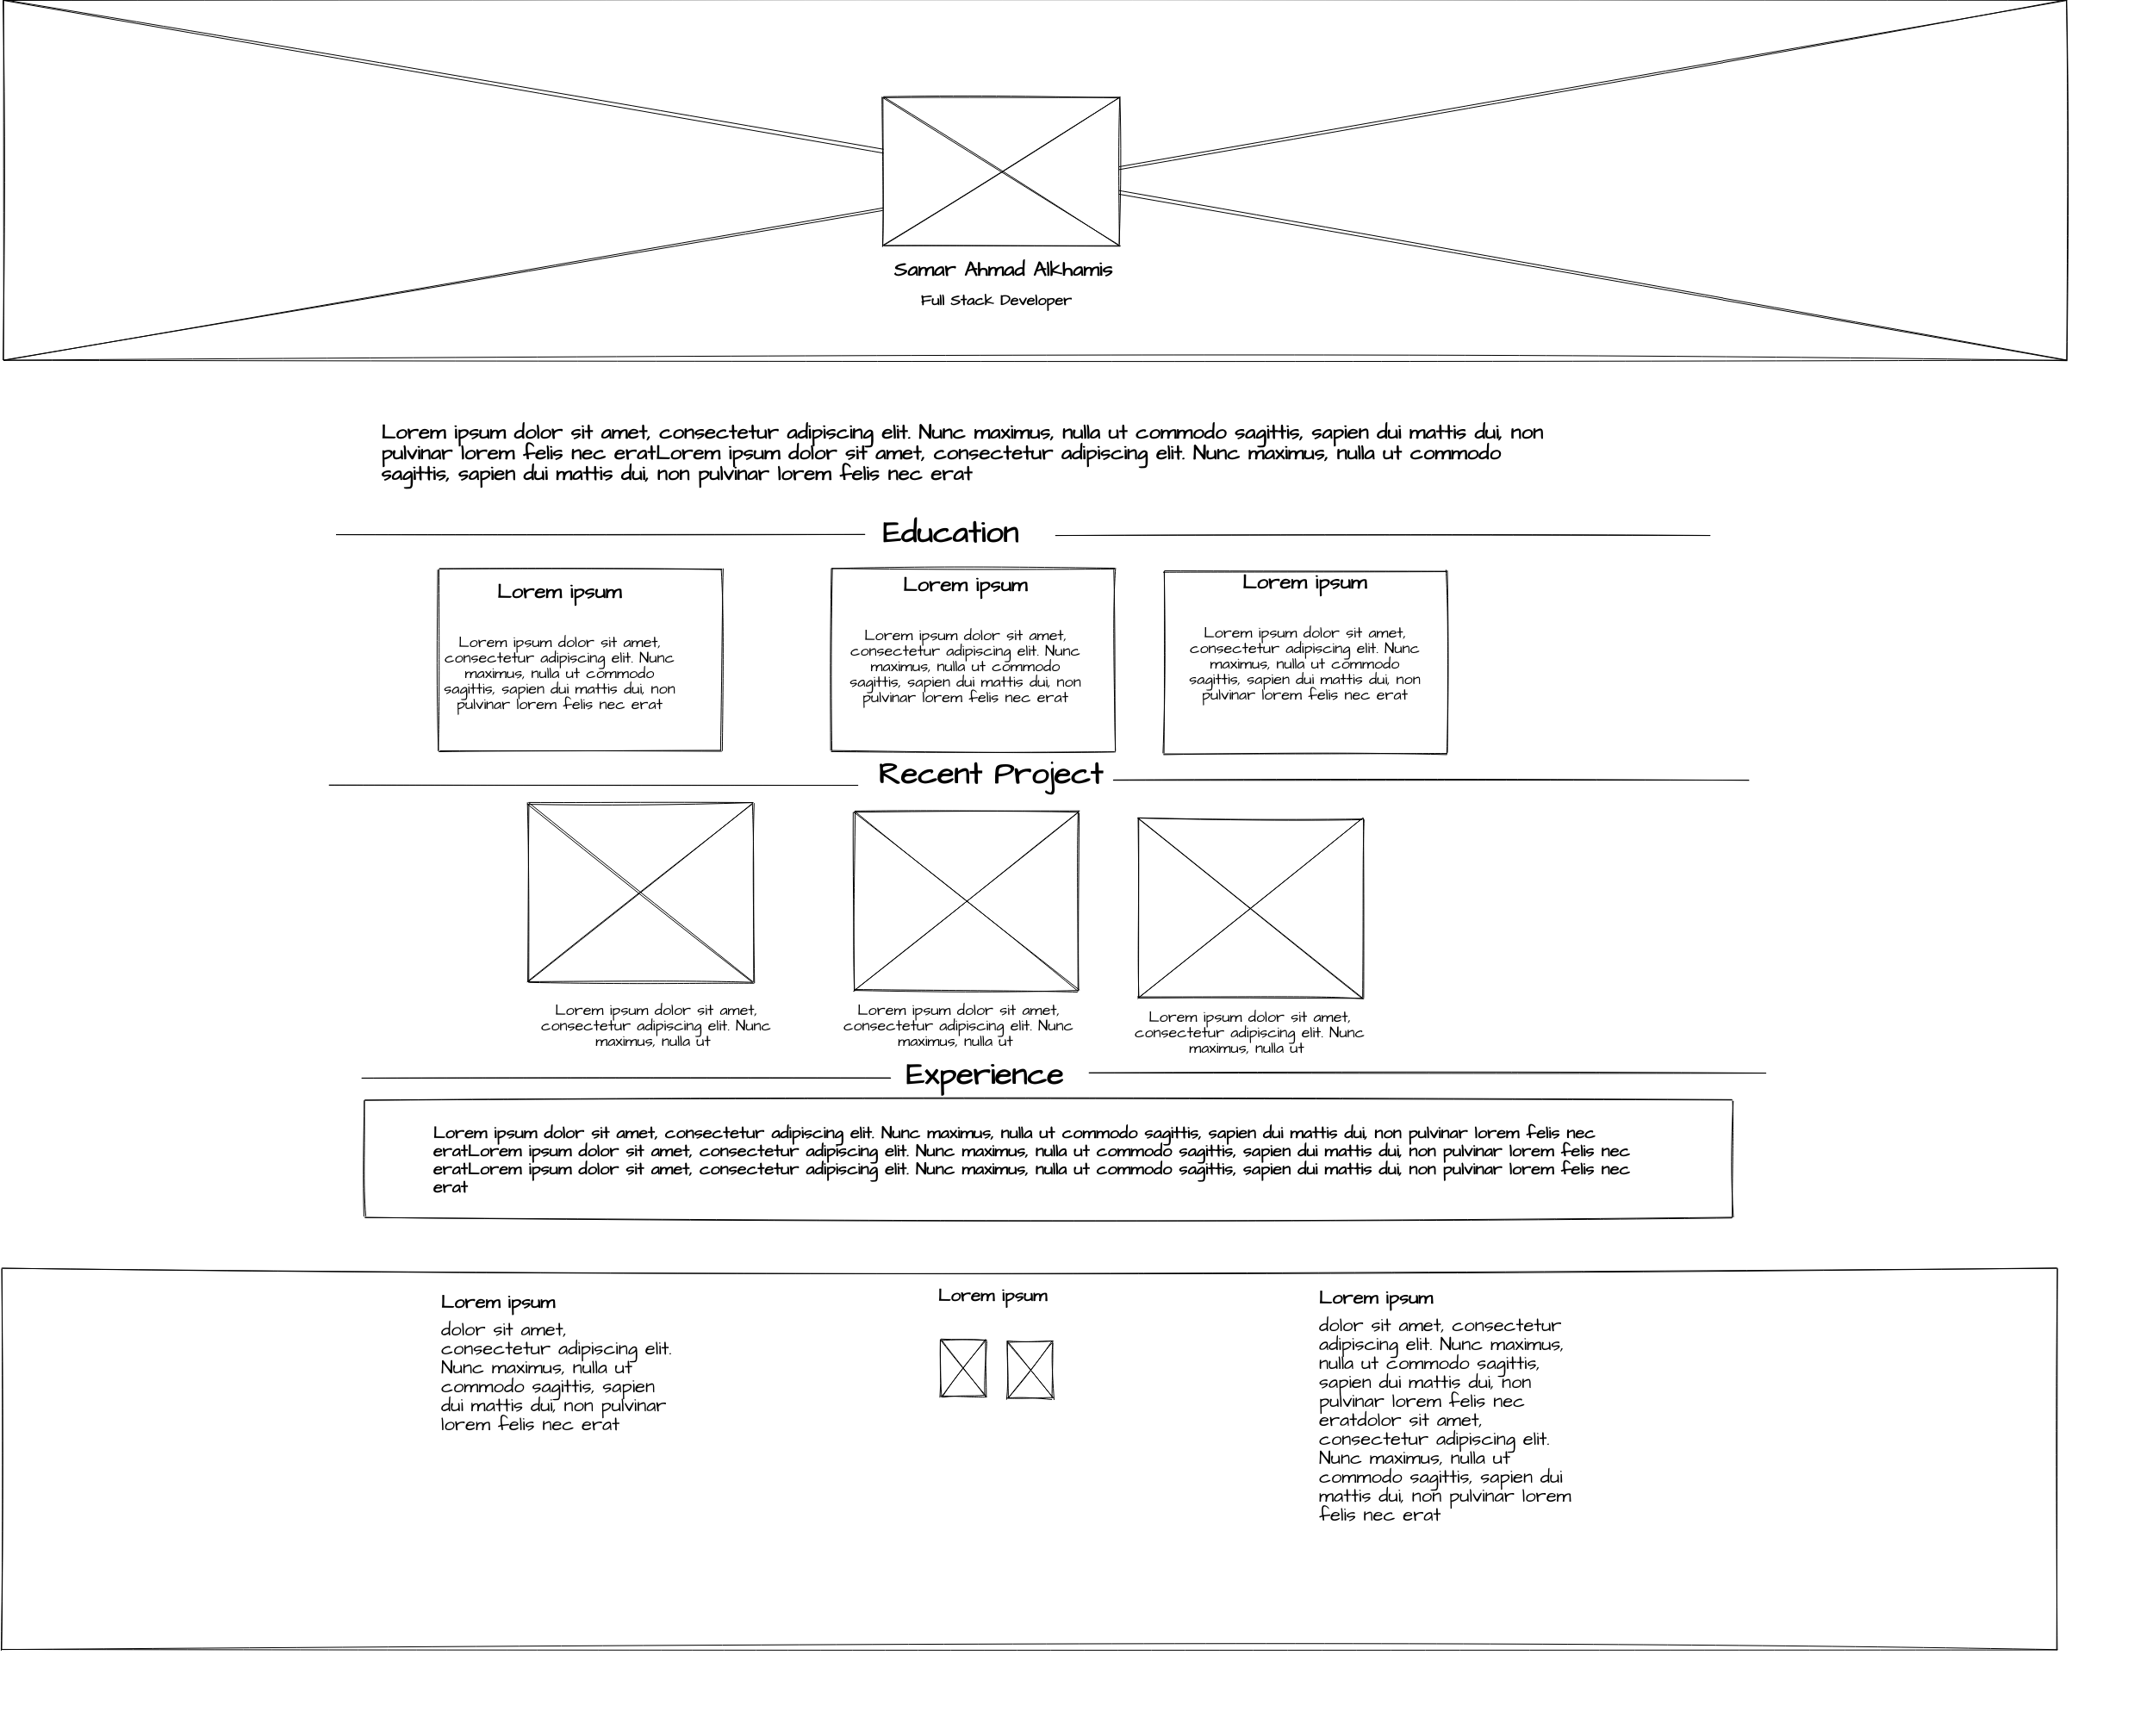 Samar Ahmad Alkhamis
Full Stack Developer
Lorem ipsum dolor sit amet, consectetur adipiscing elit. Nunc maximus, nulla ut commodo sagittis, sapien dui mattis dui, non
pulvinar lorem felis nec eratLorem ipsum dolor sit amet, consectetur adipiscing elit. Nunc maximus, nulla ut commodo
sagittis, sapien dui mattis dui, non pulvinar lorem felis nec erat
Education
Lorem ipsum
Lorem ipsum dolor sit amet,
consectetur adipiscing elit. Nunc
maximus, nulla ut commodo
sagittis, sapien dui mattis dui, non
pulvinar lorem felis nec erat
Lorem ipsum
Lorem ipsum dolor sit amet,
consectetur adipiscing elit. Nunc
maximus, nulla ut commodo
sagittis, sapien dui mattis dui, non
pulvinar lorem felis nec erat
Lorem ipsum
Lorem ipsum dolor sit amet,
consectetur adipiscing elit. Nunc
maximus, nulla ut commodo
sagittis, sapien dui mattis dui, non
pulvinar lorem felis nec erat
Recent Project
Lorem ipsum dolor sit amet,
consectetur adipiscing elit. Nunc
maximus, nulla ut
Lorem ipsum dolor sit amet,
consectetur adipiscing elit. Nunc
maximus, nulla ut
Lorem ipsum dolor sit amet,
consectetur adipiscing elit. Nunc
maximus, nulla ut
Experience
Lorem ipsum dolor sit amet, consectetur adipiscing elit. Nunc maximus, nulla ut commodo sagittis, sapien dui mattis dui, non pulvinar lorem felis nec
eratLorem ipsum dolor sit amet, consectetur adipiscing elit. Nunc maximus, nulla ut commodo sagittis, sapien dui mattis dui, non pulvinar lorem felis nec
eratLorem ipsum dolor sit amet, consectetur adipiscing elit. Nunc maximus, nulla ut commodo sagittis, sapien dui mattis dui, non pulvinar lorem felis nec
erat
Lorem ipsum
dolor sit amet,
consectetur adipiscing elit.
Nunc maximus, nulla ut
commodo sagittis, sapien
dui mattis dui, non pulvinar
lorem felis nec erat
Lorem ipsum
Lorem ipsum
dolor sit amet, consectetur
adipiscing elit. Nunc maximus,
nulla ut commodo sagittis,
sapien dui mattis dui, non
pulvinar lorem felis nec
eratdolor sit amet,
consectetur adipiscing elit.
Nunc maximus, nulla ut
commodo sagittis, sapien dui
mattis dui, non pulvinar lorem
felis nec erat